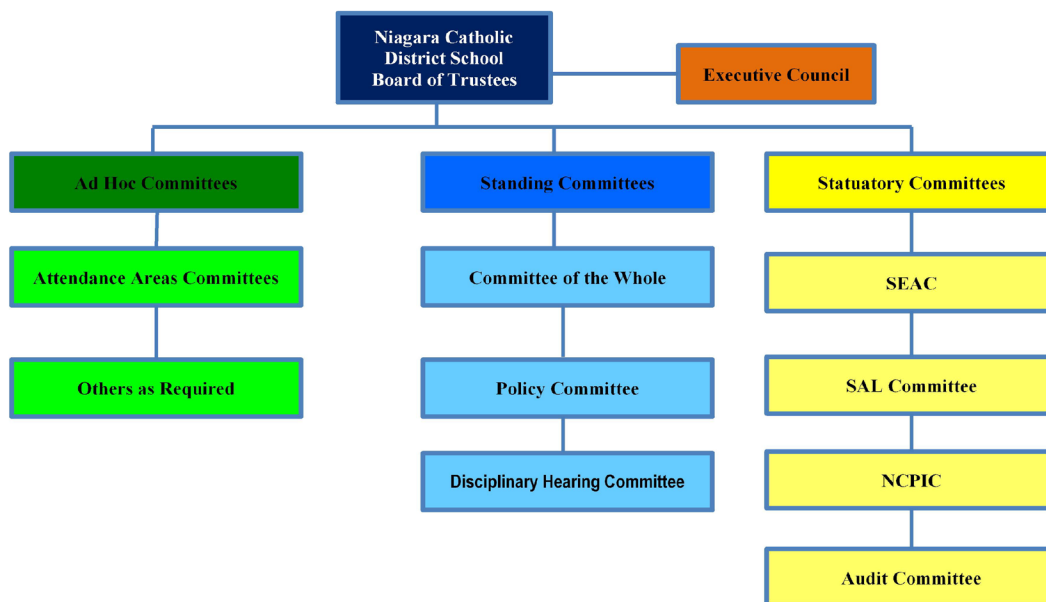 Niagara Catholic
District School
Board of Trustees
Executive Council
Ad Hoc Committees
Standing Committees
Statuatory Committees
Attendance Areas Committees
Committee of the Whole
SEAC
Others as Required
Policy Committee
SAL Committee
Disciplinary Hearing Committee
NCPIC
Audit Committee